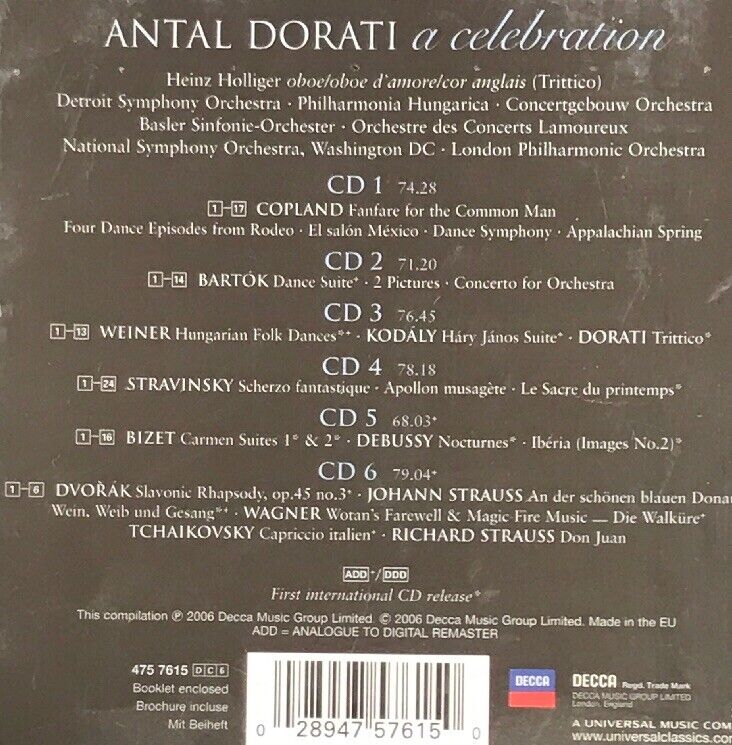 ANTAL DORATI a celebration
Heinz Holliger oboe/oboe d'amore/cor anglais (Trittico)
Detroit Symphony Orchestra · Philharmonia Hungarica · Concertgebouw Orchestra
Basler Sinfonie-Orchester · Orchestre des Concerts Lamoureux
National Symphony Orchestra, Washington DC · London Philharmonic Orchestra
CD 1 74.28
1–17 COPLAND Fanfare for the Common Man
Four Dance Episodes from Rodeo · El salón México · Dance Symphony · Appalachian Spring
CD 2 71.20
1–14 BARTÓK Dance Suite⁺ · 2 Pictures · Concerto for Orchestra
CD 3 76.45
1–13 WEINER Hungarian Folk Dances*⁺ · KODÁLY Háry János Suite⁺ · DORATI Trittico*
CD 4 78.18
1–24 STRAVINSKY Scherzo fantastique · Apollon musagète · Le Sacre du printemps*
CD 5 68.03⁺
1–16 BIZET Carmen Suites 1* & 2* · DEBUSSY Nocturnes* · Ibéria (Images No.2)*
CD 6 79.04⁺
1–6 DVOŘÁK Slavonic Rhapsody, op.45 no.3⁺ · JOHANN STRAUSS An der schönen blauen Donau
Wein, Weib und Gesang*⁺ · WAGNER Wotan's Farewell & Magic Fire Music — Die Walküre⁺
TCHAIKOVSKY Capriccio italien⁺ · RICHARD STRAUSS Don Juan
ADD⁺/DDD
First international CD release*
This compilation ℗ 2006 Decca Music Group Limited. © 2006 Decca Music Group Limited. Made in the EU
ADD = ANALOGUE TO DIGITAL REMASTER
475 7615 DC6
Booklet enclosed
Brochure incluse
Mit Beiheft
0 28947 57615 0
DECCA
DECCA Regd. Trade Mark
DECCA MUSIC GROUP LIMITED
London, England
A UNIVERSAL MUSIC COM
www.universalclassics.com